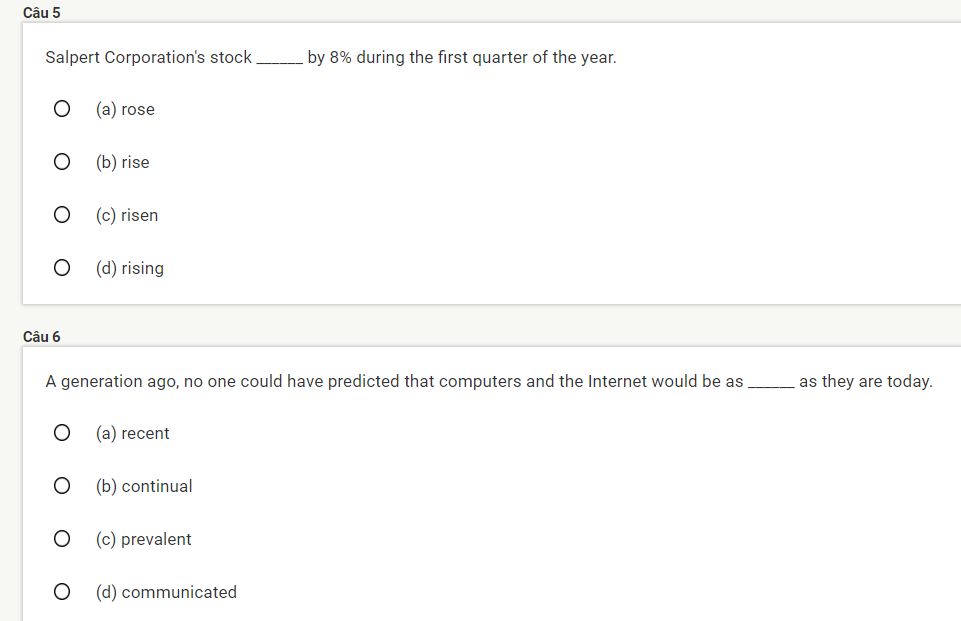 Câu 5
Salpert Corporation's stock ______ by 8% during the first quarter of the year.
(a) rose
(b) rise
(c) risen
(d) rising
Câu 6
A generation ago, no one could have predicted that computers and the Internet would be as ______ as they are today.
(a) recent
(b) continual
(c) prevalent
(d) communicated